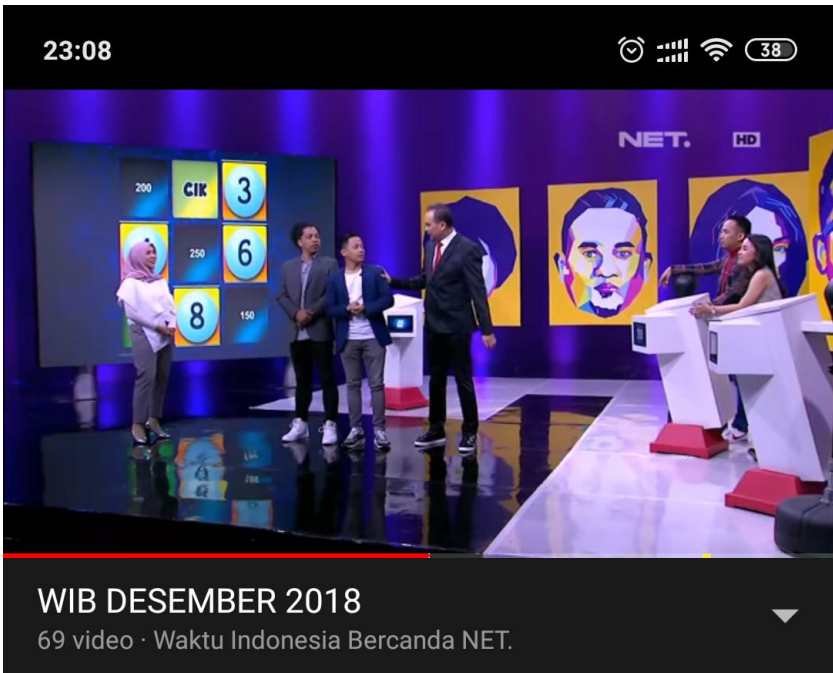 23:08
38
NET. HD
200 CIK 3
250 6
8 150
WIB DESEMBER 2018
69 video · Waktu Indonesia Bercanda NET.